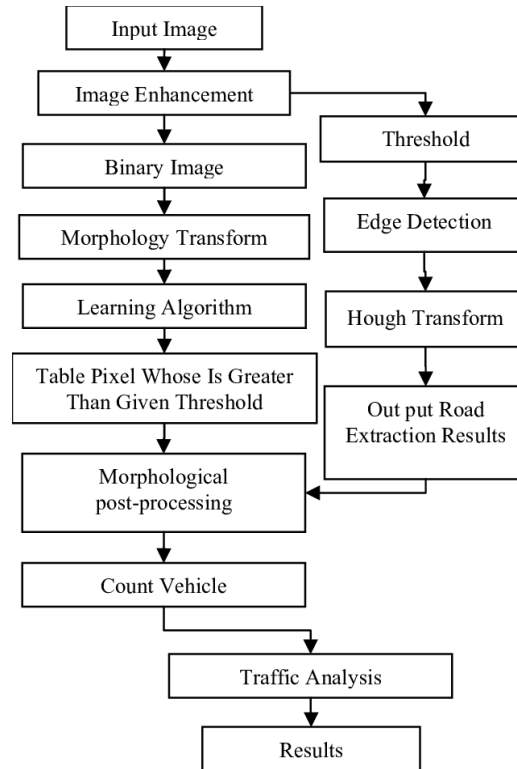 Input Image
Image Enhancement
Binary Image
Morphology Transform
Learning Algorithm
Table Pixel Whose Is Greater
Than Given Threshold
Threshold
Edge Detection
Hough Transform
Out put Road
Extraction Results
Morphological
post-processing
Count Vehicle
Traffic Analysis
Results